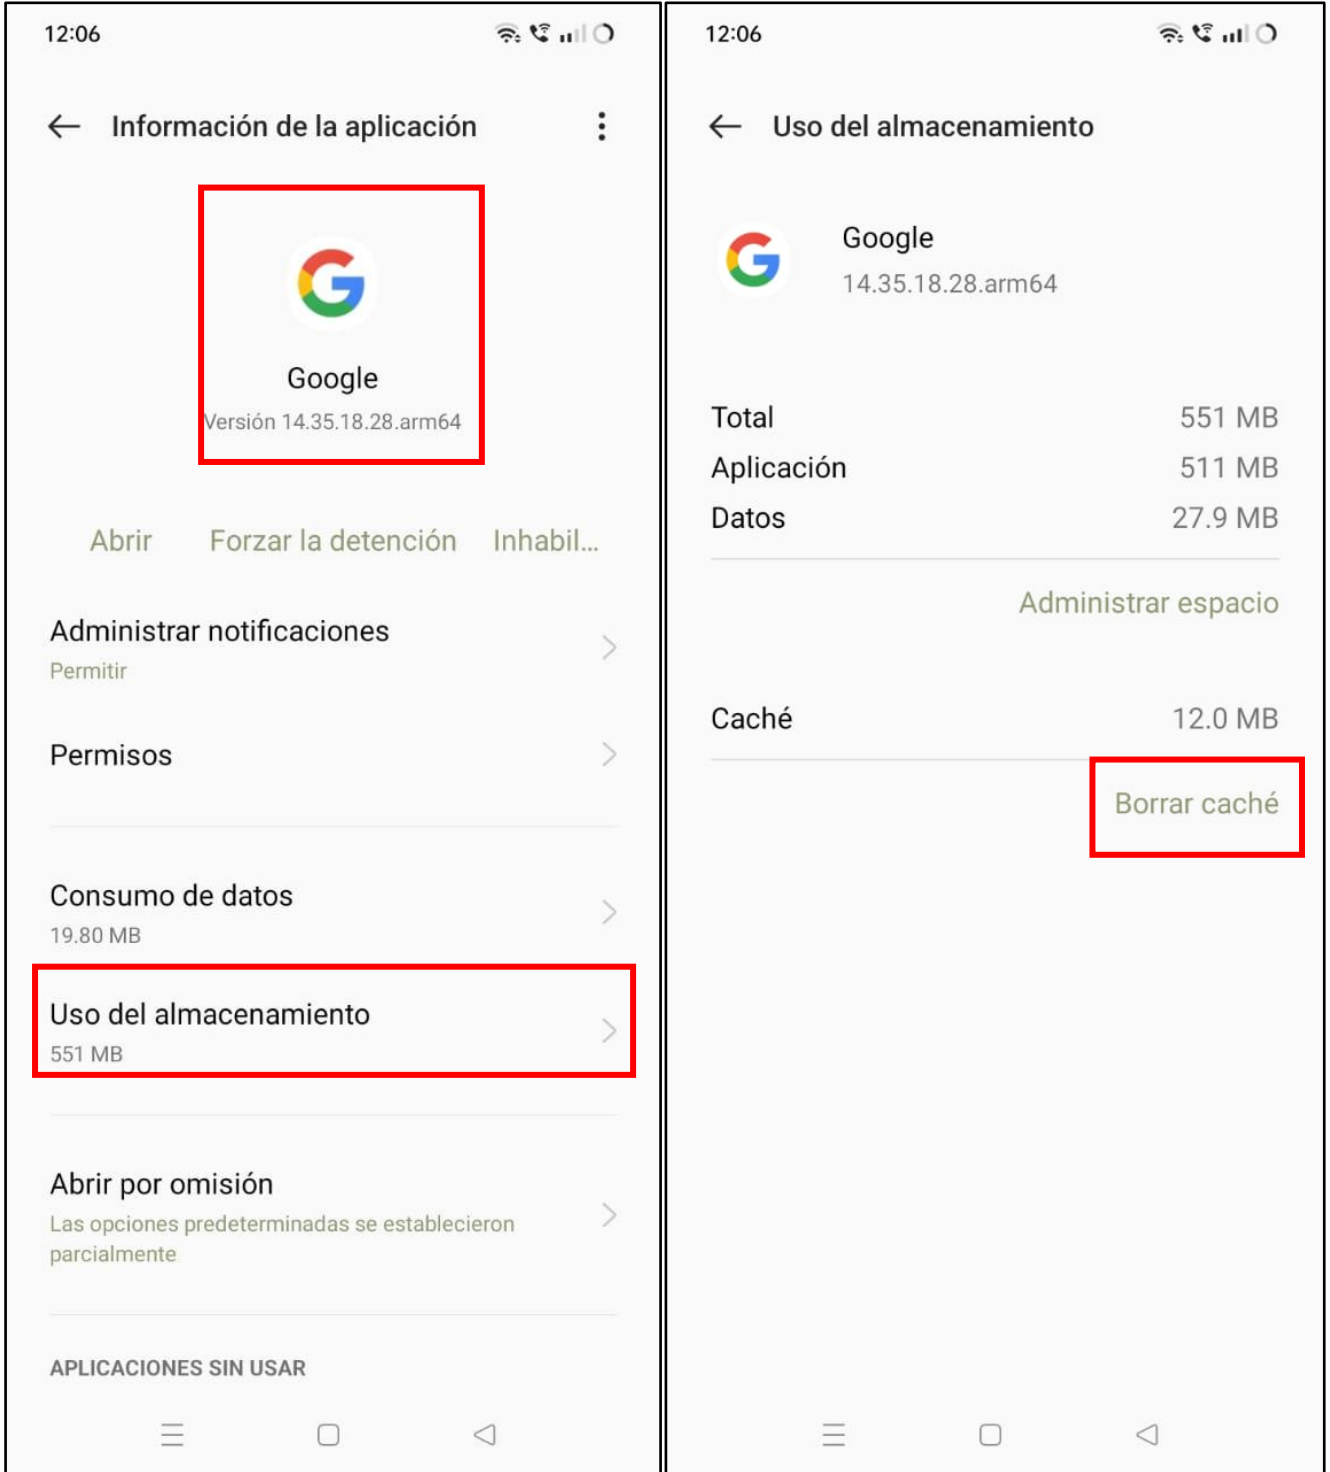 12:06
Información de la aplicación
Google
Versión 14.35.18.28.arm64
Abrir
Forzar la detención
Inhabil...
Administrar notificaciones
Permitir
Permisos
Consumo de datos
19.80 MB
Uso del almacenamiento
551 MB
Abrir por omisión
Las opciones predeterminadas se establecieron
parcialmente
APLICACIONES SIN USAR
12:06
Uso del almacenamiento
Google
14.35.18.28.arm64
Total 551 MB
Aplicación 511 MB
Datos 27.9 MB
Administrar espacio
Caché 12.0 MB
Borrar caché